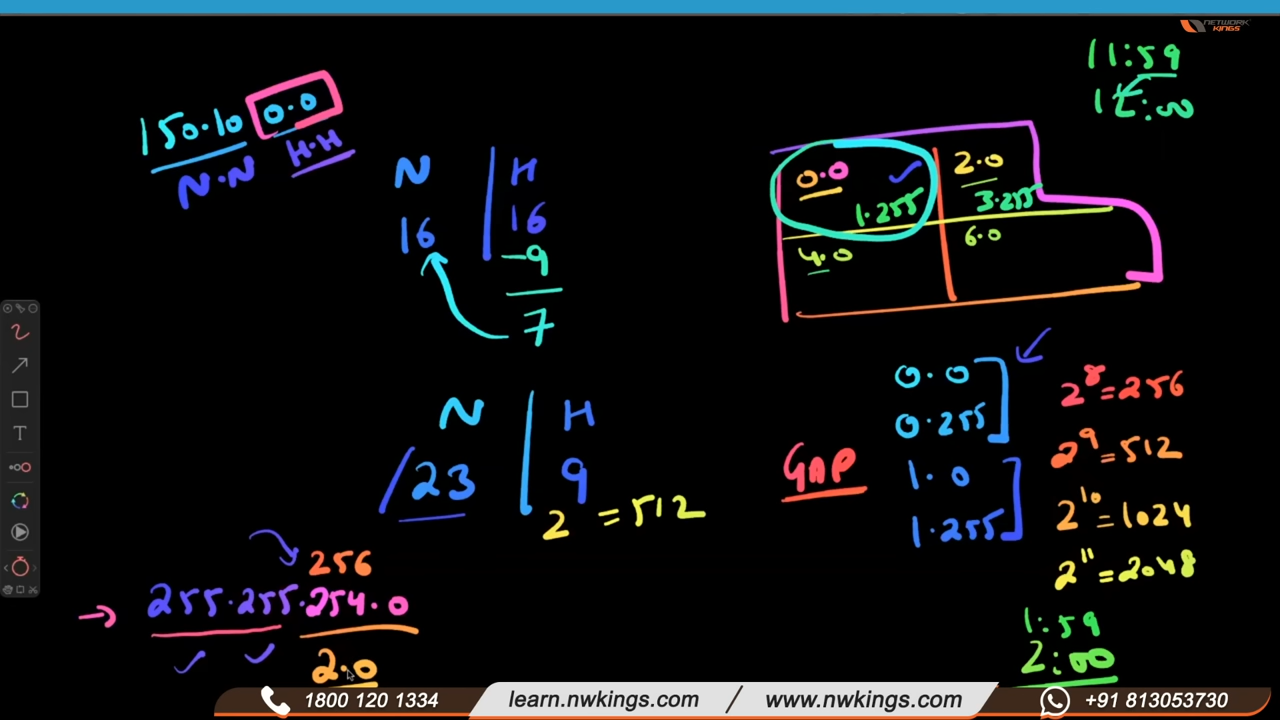 NETWORK
KINGS
11:59
12:00
150.10 0.0
N.N H.H
N H
16 16
-9
7
0.0 2.0
1.255 3.255
4.0 6.0
N H
/23 9
2 = 512
GAP
0.0
0.255
1.0
1.255
2^8 = 256
2^9 = 512
2^10 = 1024
2^11 = 2048
256
255.255.254.0
2.0
1:59
2:00
T
1800 120 1334 learn.nwkings.com / www.nwkings.com +91 813053730